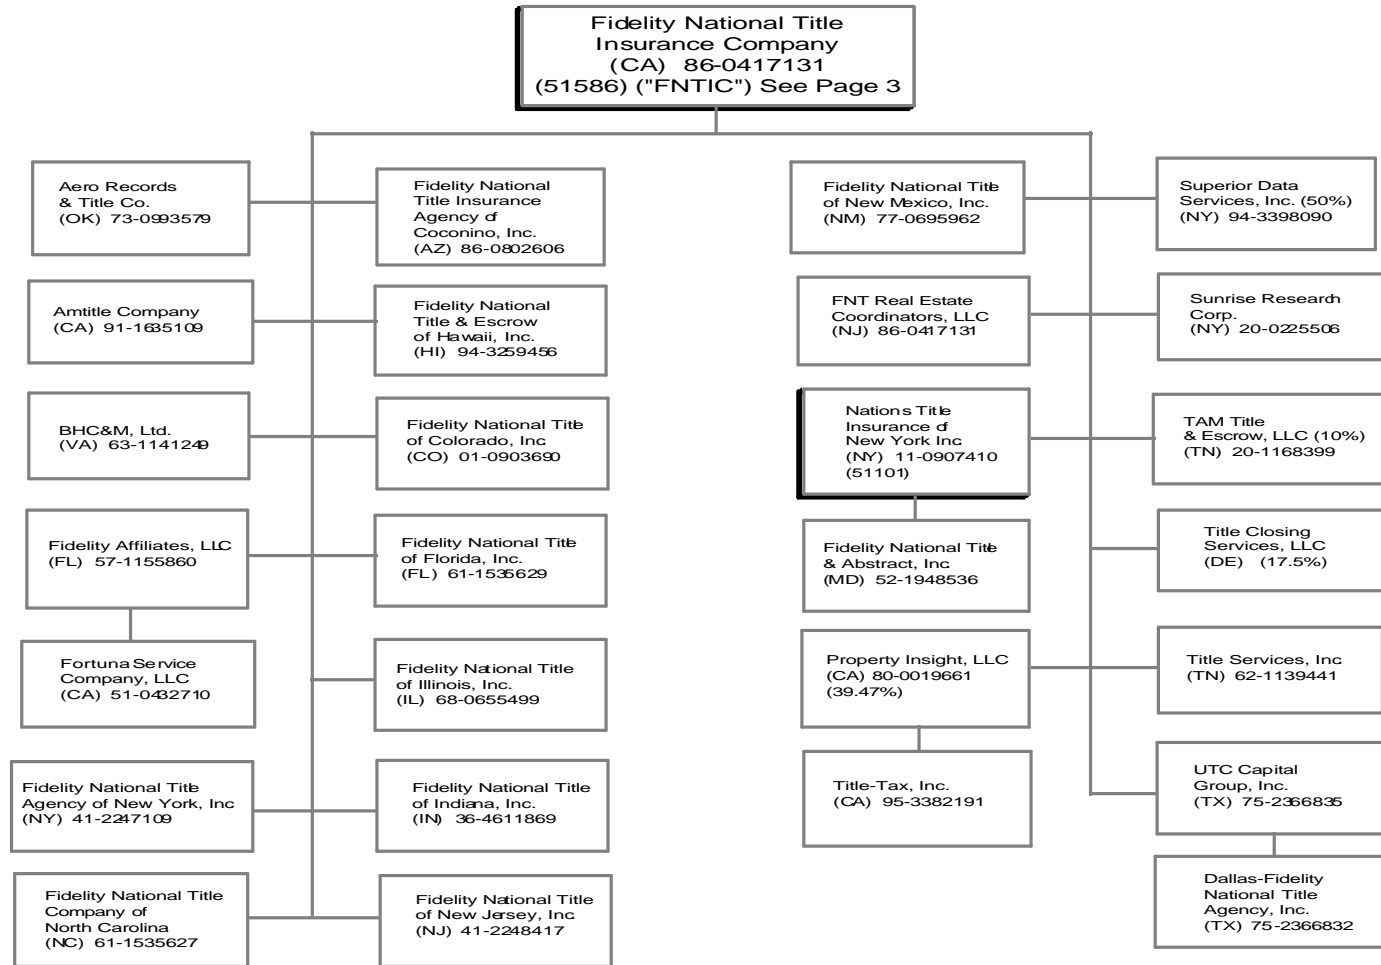 Fidelity National Title
Insurance Company
(CA) 86-0417131
(51586) ("FNTIC") See Page 3
Aero Records
& Title Co.
(OK) 73-0993579
Fidelity National
Title Insurance
Agency of
Coconino, Inc.
(AZ) 86-0802606
Fidelity National Title
of New Mexico, Inc.
(NM) 77-0695962
Superior Data
Services, Inc. (50%)
(NY) 94-3398090
Amtitle Company
(CA) 91-1635109
Fidelity National
Title & Escrow
of Hawaii, Inc.
(HI) 94-3259456
FNT Real Estate
Coordinators, LLC
(NJ) 86-0417131
Sunrise Research
Corp.
(NY) 20-0225506
BHC&M, Ltd.
(VA) 63-1141249
Fidelity National Title
of Colorado, Inc
(CO) 01-0903690
Nations Title
Insurance of
New York Inc
(NY) 11-0907410
(51101)
TAM Title
& Escrow, LLC (10%)
(TN) 20-1168399
Fidelity Affiliates, LLC
(FL) 57-1155860
Fidelity National Title
of Florida, Inc.
(FL) 61-1535629
Fidelity National Title
& Abstract, Inc
(MD) 52-1948536
Title Closing
Services, LLC
(DE) (17.5%)
Fortuna Service
Company, LLC
(CA) 51-0432710
Fidelity National Title
of Illinois, Inc.
(IL) 68-0655499
Property Insight, LLC
(CA) 80-0019661
(39.47%)
Title Services, Inc
(TN) 62-1139441
Fidelity National Title
Agency of New York, Inc
(NY) 41-2247109
Fidelity National Title
of Indiana, Inc.
(IN) 36-4611869
Title-Tax, Inc.
(CA) 95-3382191
UTC Capital
Group, Inc.
(TX) 75-2366835
Fidelity National Title
Company of
North Carolina
(NC) 61-1535627
Fidelity National Title
of New Jersey, Inc
(NJ) 41-2248417
Dallas-Fidelity
National Title
Agency, Inc.
(TX) 75-2366832